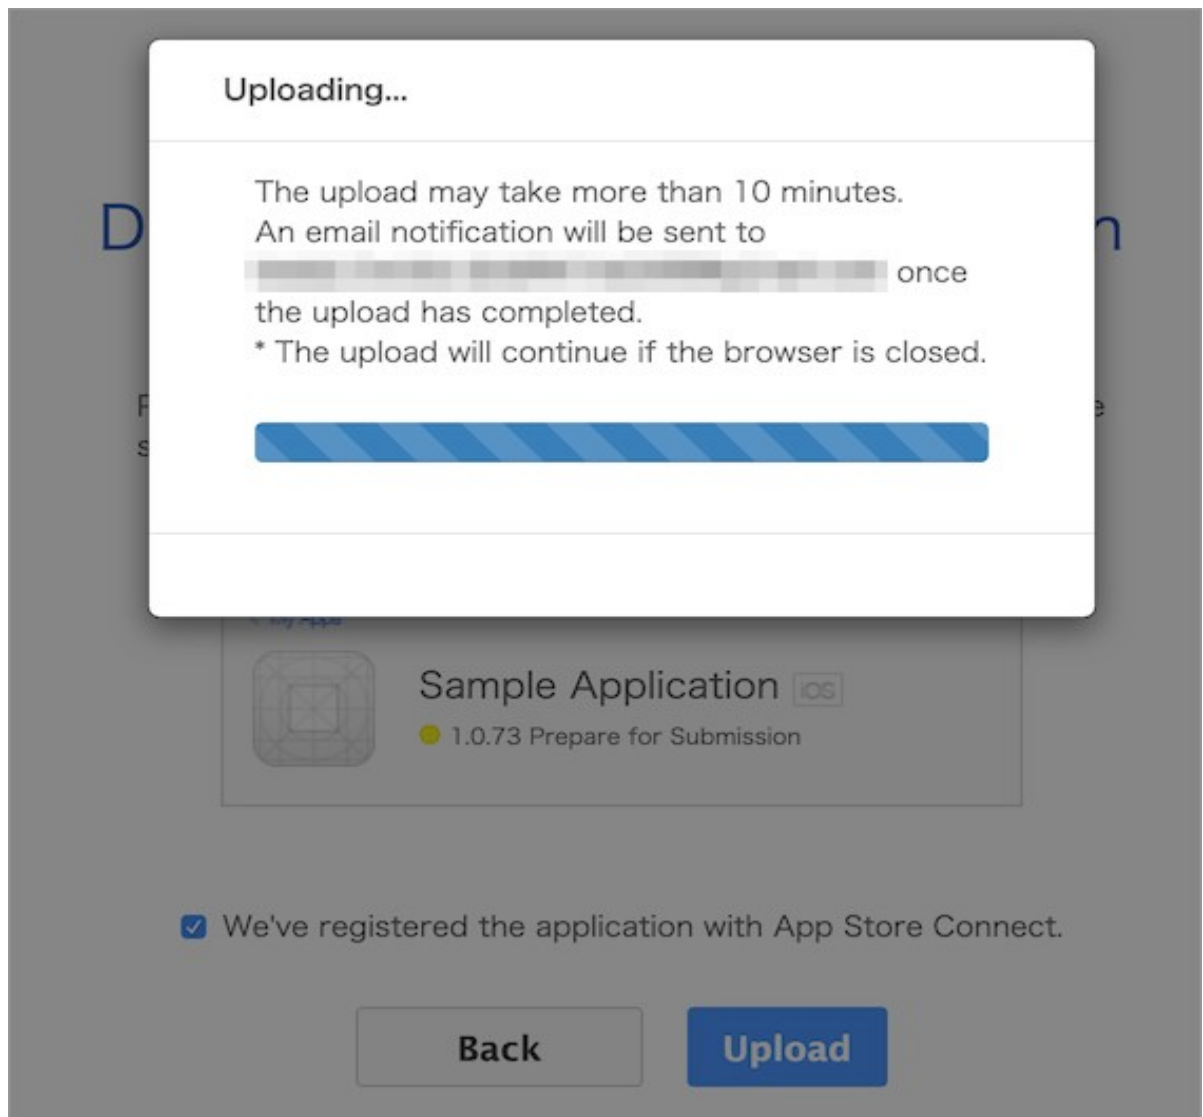 Uploading...
The upload may take more than 10 minutes.
An email notification will be sent to
once
the upload has completed.
* The upload will continue if the browser is closed.
Sample Application iOS
1.0.73 Prepare for Submission
We've registered the application with App Store Connect.
Back
Upload